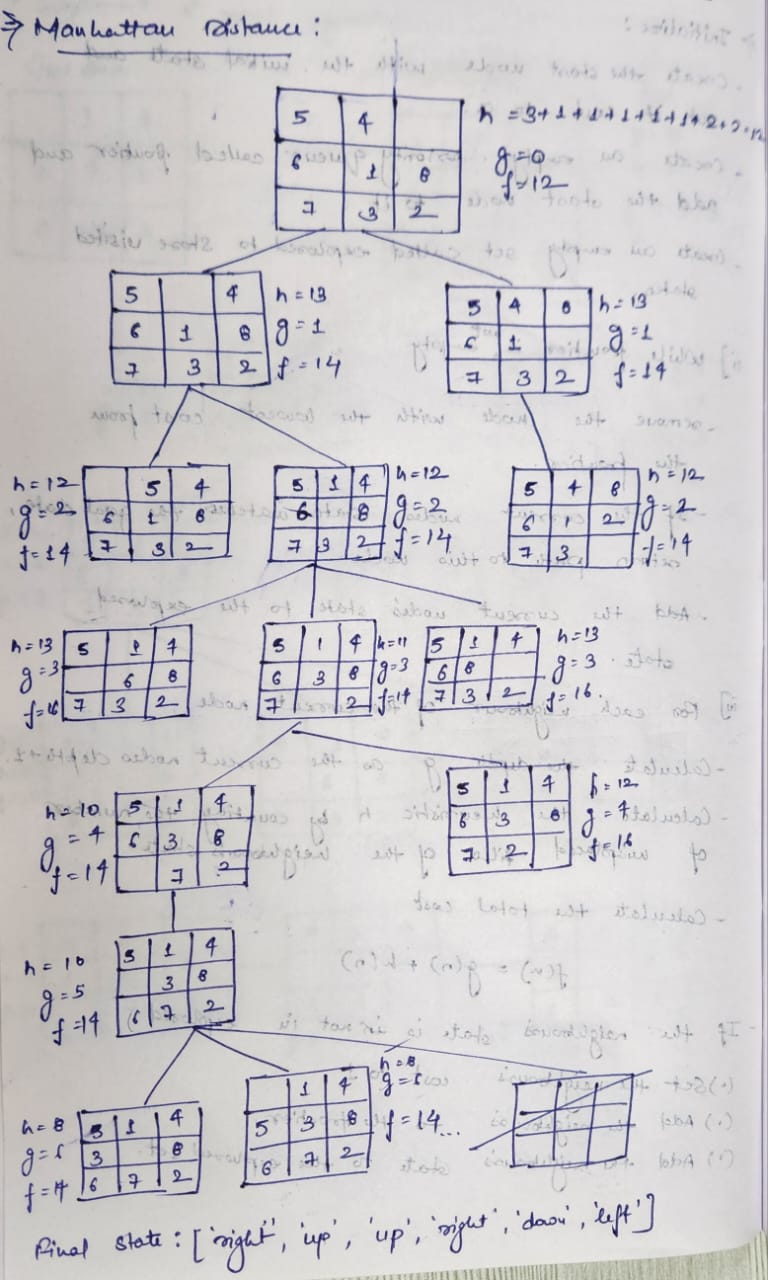 ⇒ Manhattan Distance :
5 4
6 1 8
7 3 2
h = 3+1+1+1+1+1+2+2=12
g=0
f=12
5 4
6 1 8
7 3 2
h = 13
g = 1
f = 14
5 4 8
6 1
7 3 2
h = 13
g=1
f=14
h = 12
g = 2
f=14
5 4
6 1 8
7 3 2
5 1 4
6 8
7 3 2
h=12
g=2
f=14
5 4 8
6 1 2
7 3
h = 12
g=2
f=14
h = 13
g=3
f=16
5 1 4
6 8
7 3 2
5 1 4
6 3 8
7 2
h=11
g=3
f=14
5 1 4
6 8
7 3 2
h=13
g=3
f=16.
h=10
g = 4
f=14
5 1 4
6 3 8
7 2
5 1 4
6 3 8
7 2
h=12
g=4
f=16
h = 10
g=5
f=14
5 1 4
3 8
6 7 2
h = 8
f=14
5 1 4
3 8
6 7 2
1 4
5 3 8
6 7 2
h=8
f=14...
Final state : ['right', 'up', 'up', 'right', 'down', 'left']